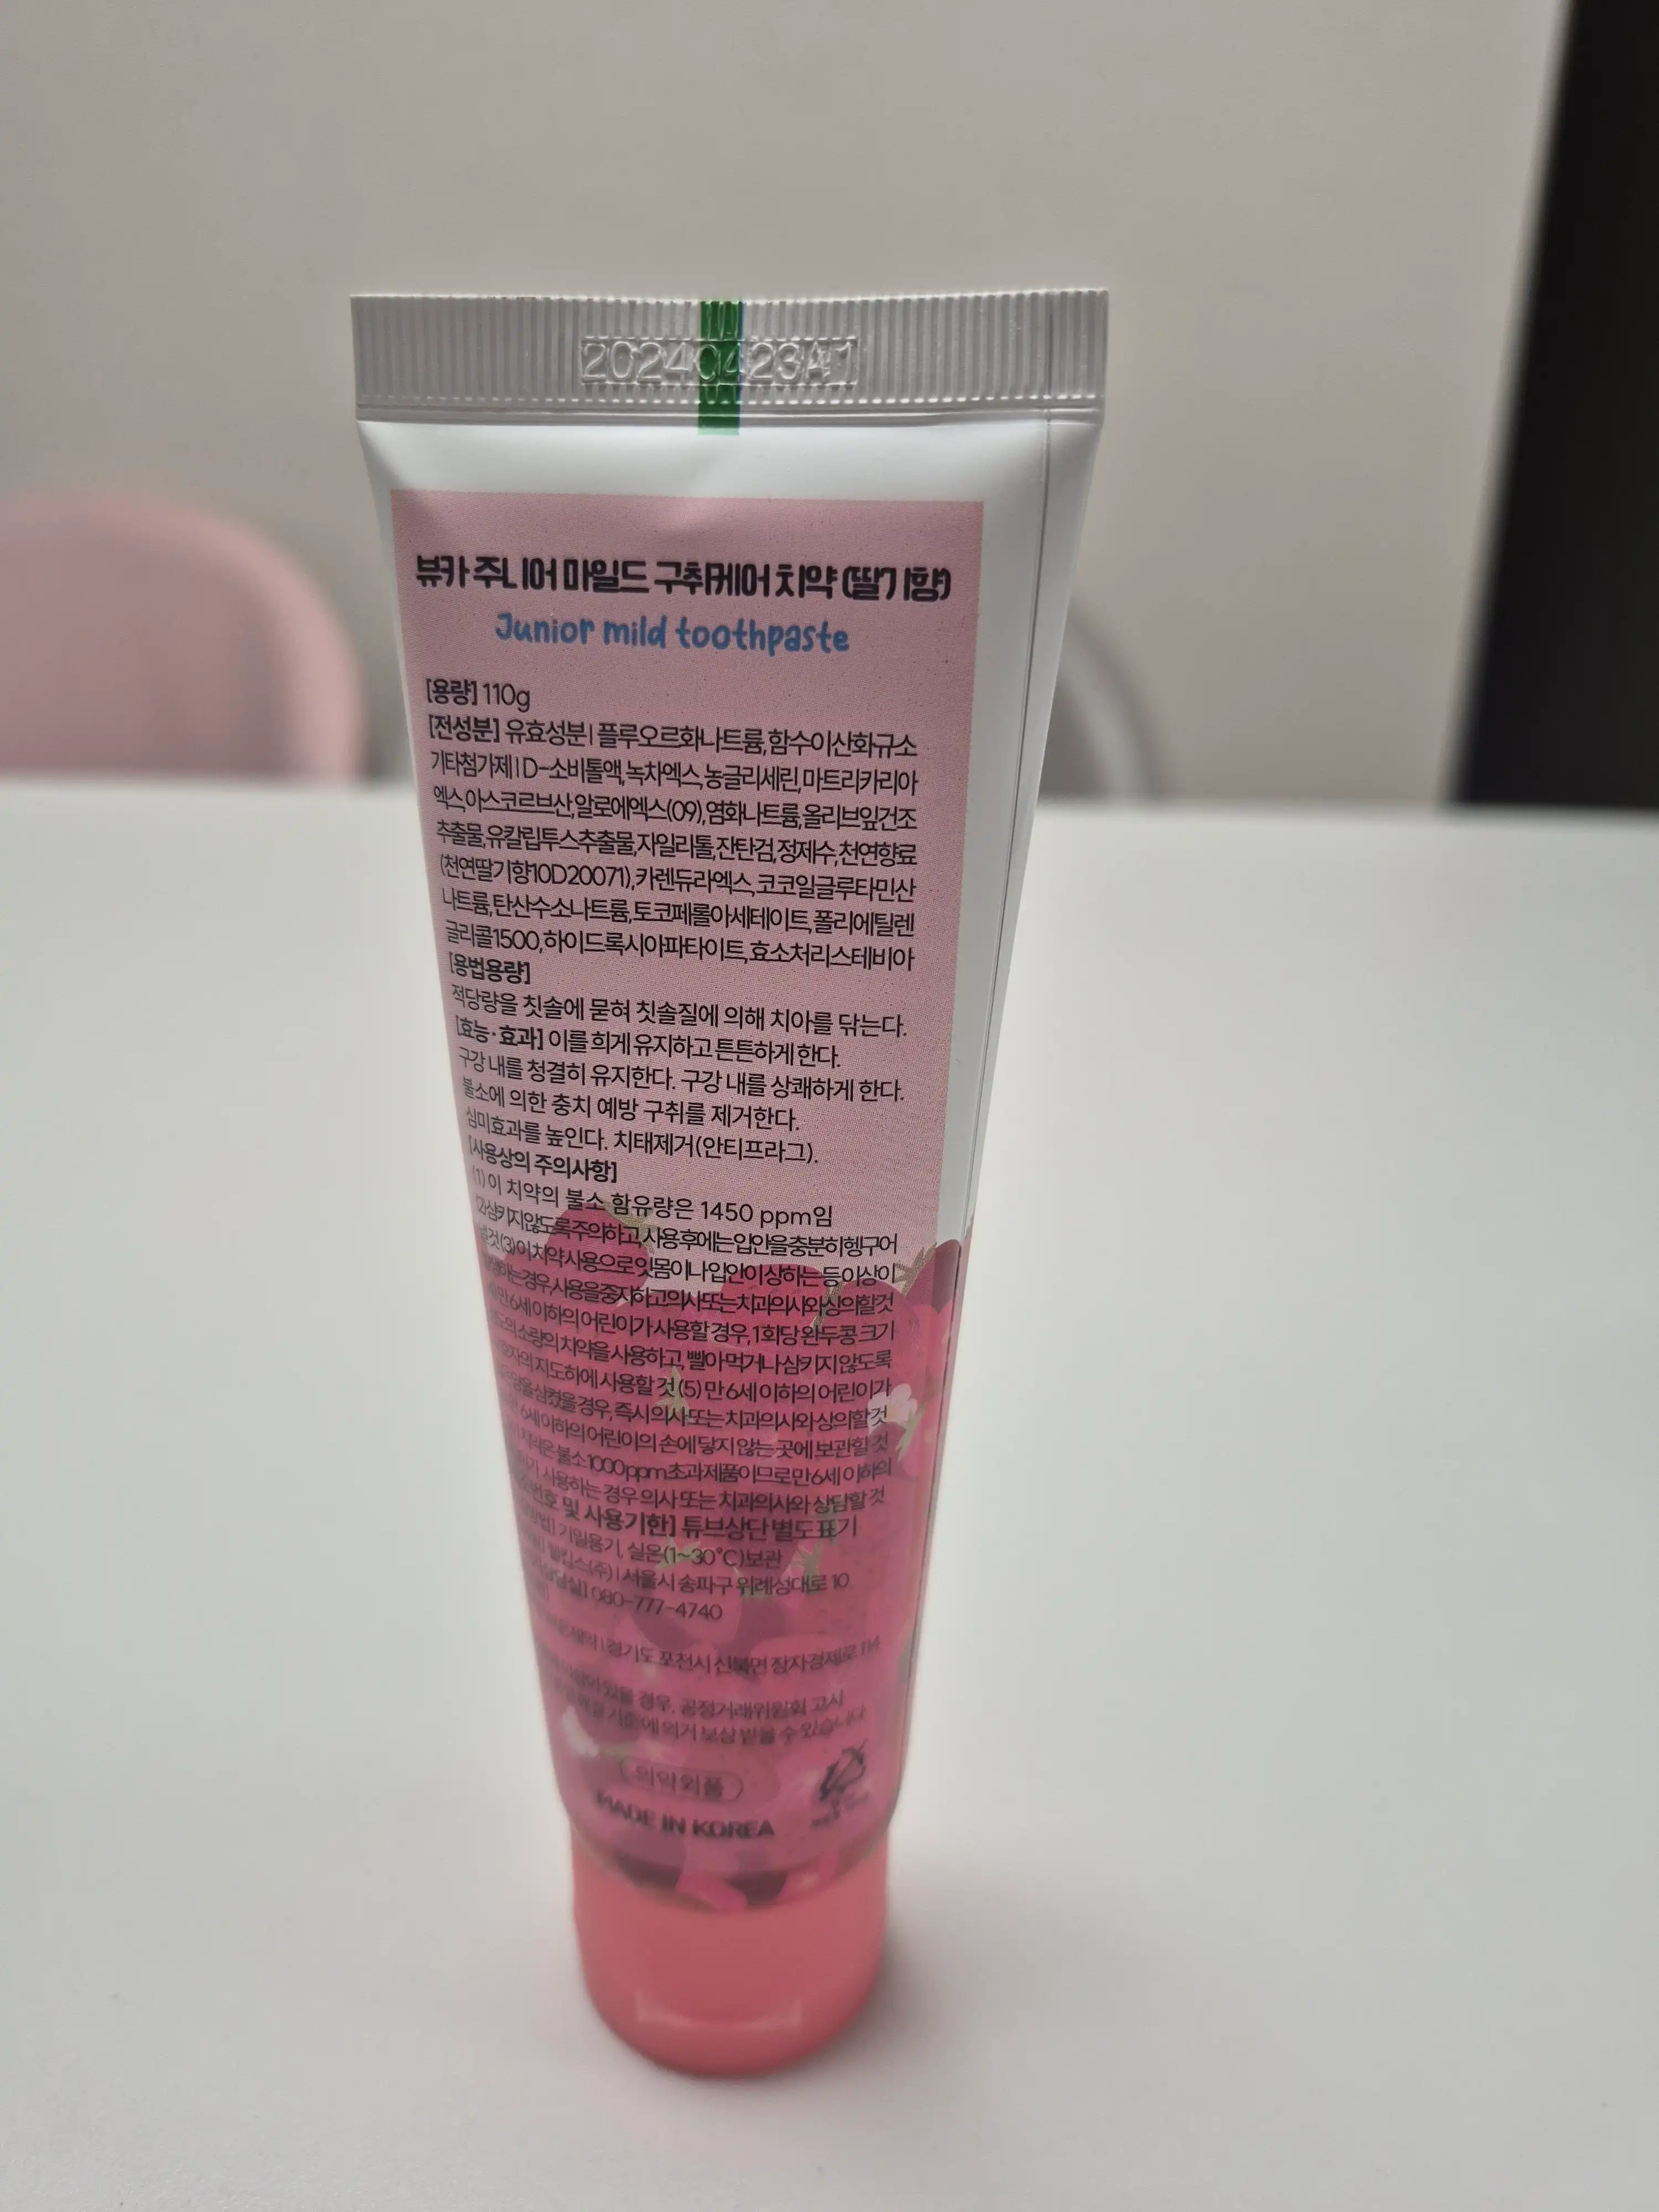 20240423A1
뷰카 주니어 마일드 구취케어 치약 (딸기향)
Junior mild toothpaste
[용량] 110g
[전성분] 유효성분 | 플루오르화나트륨,함수이산화규소
기타첨가제 | D-소비톨액,녹차엑스,농글리세린,마트리카리아
엑스,아스코르브산,알로에엑스(09),염화나트륨,올리브잎건조
추출물,유칼립투스추출물,자일리톨,잔탄검,정제수,천연향료
(천연딸기향10D20071),카렌듀라엑스,코코일글루타민산
나트륨,탄산수소나트륨,토코페롤아세테이트,폴리에틸렌
글리콜1500,하이드록시아파타이트,효소처리스테비아
[용법용량]
적당량을 칫솔에 묻혀 칫솔질에 의해 치아를 닦는다.
[효능·효과] 이를 희게 유지하고 튼튼하게 한다.
구강 내를 청결히 유지한다. 구강 내를 상쾌하게 한다.
불소에 의한 충치 예방 구취를 제거한다.
심미효과를 높인다. 치태제거(안티프라그).
[사용상의 주의사항]
(1)이 치약의 불소 함유량은 1450 ppm임
(2)삼키지않도록주의하고,사용후에는입안을충분히헹구어
낼것(3)이치약사용으로잇몸이나입안이상하는등이상이
경우,사용을중지하고의사또는치과의사와상의할것
만6세이하의어린이가사용할경우,1회당완두콩크기
소량의치약을사용하고,빨아먹거나삼키지않도록
지도하에사용할것(5)만6세이하의어린이가
삼켰을경우,즉시의사또는치과의사와상의할것
6세이하의어린이의손에닿지않는곳에보관할것
치약은불소1000ppm초과제품이므로만6세이하의
사용하는 경우 의사 또는 치과의사와 상담할 것
및 사용기한] 튜브상단 별도 표기
기밀용기, 실온(1~30°C)보관
(주) | 서울시 송파구 위례성대로 10
080-777-4740
경기도 포천시 신북면 장자경제로 114
있을 경우, 공정거래위원회 고시
의거 보상 받을 수 있습니다
의약외품
MADE IN KOREA